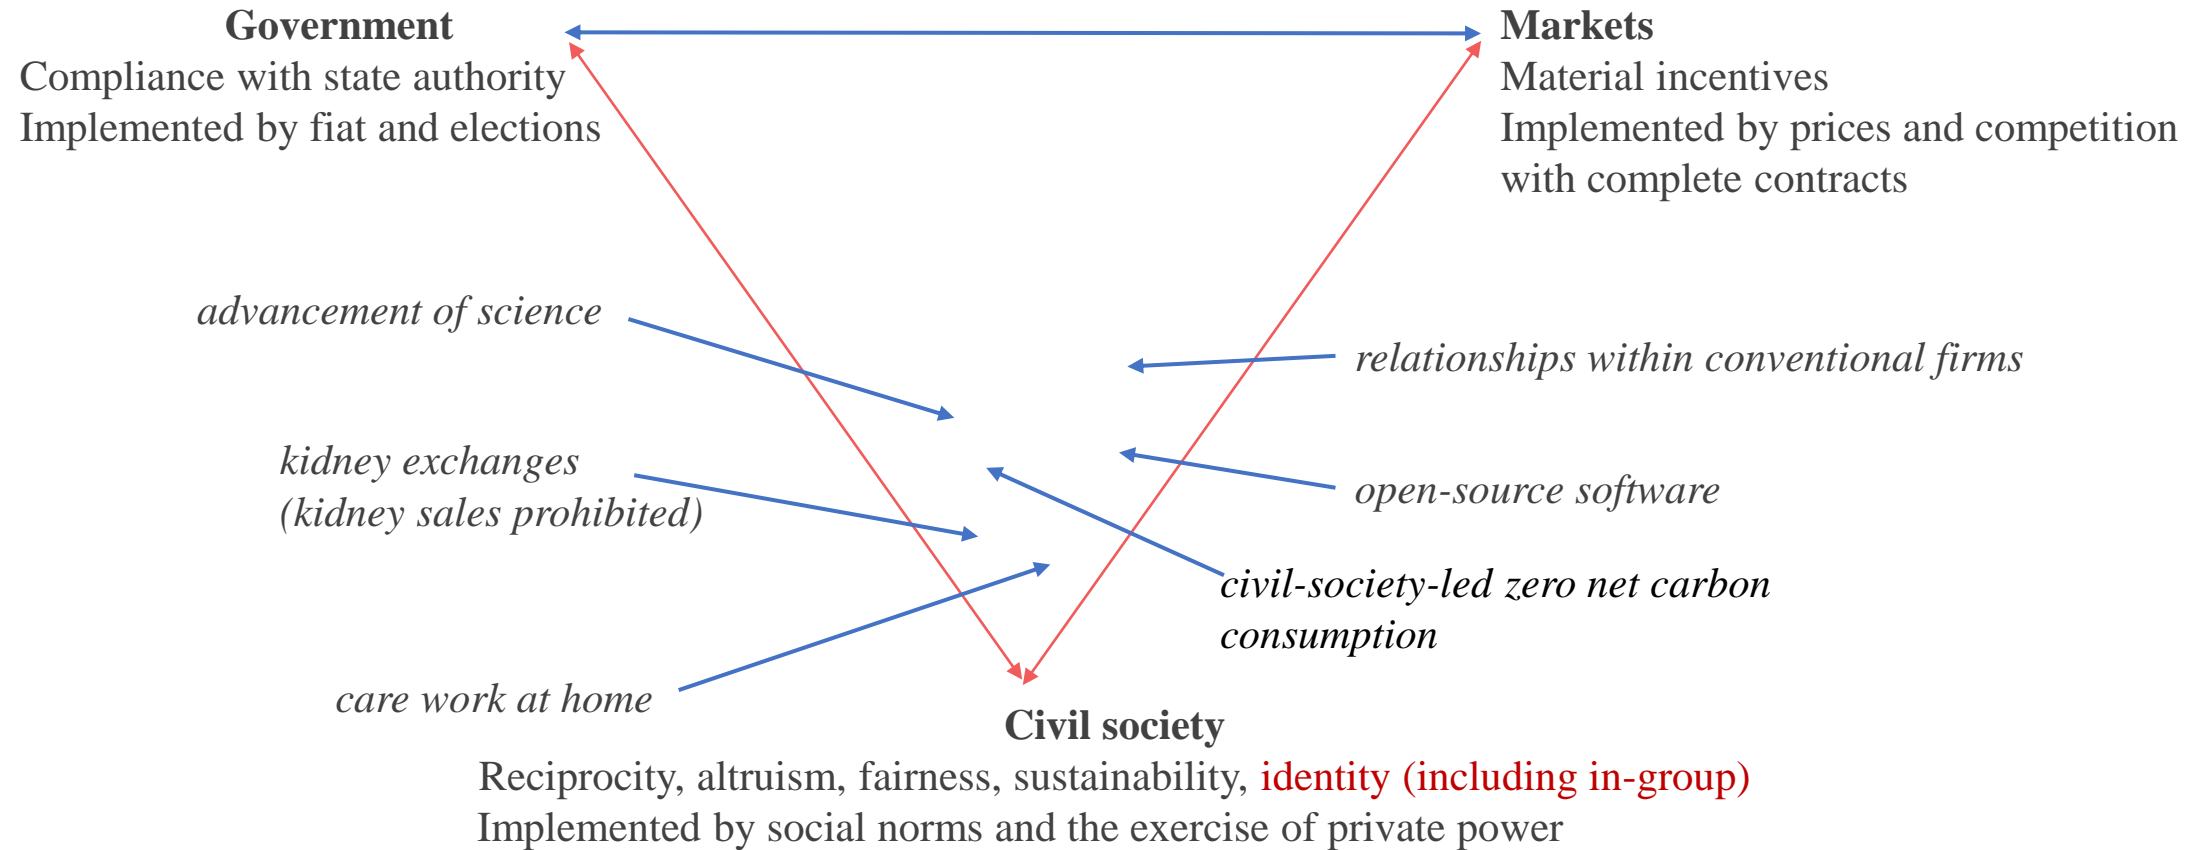 Government
Compliance with state authority
Implemented by fiat and elections
Markets
Material incentives
Implemented by prices and competition
with complete contracts
advancement of science
relationships within conventional firms
kidney exchanges
(kidney sales prohibited)
open-source software
civil-society-led zero net carbon
consumption
care work at home
Civil society
Reciprocity, altruism, fairness, sustainability, identity (including in-group)
Implemented by social norms and the exercise of private power